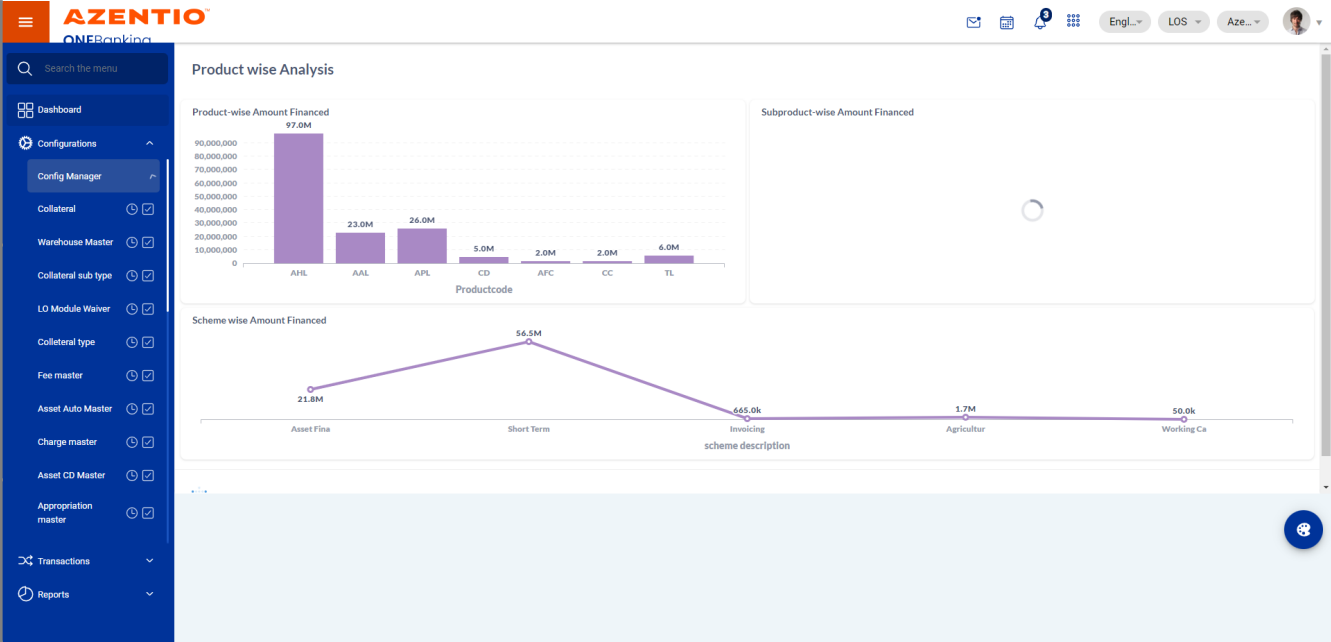 AZENTIO
ONEBanking
3
Engl...
LOS
Aze...
Search the menu
Dashboard
Configurations
Config Manager
Collateral
Warehouse Master
Collateral sub type
LO Module Waiver
Colleteral type
Fee master
Asset Auto Master
Charge master
Asset CD Master
Appropriation
master
Transactions
Reports
Product wise Analysis
Product-wise Amount Financed
97.0M
90,000,000
80,000,000
70,000,000
60,000,000
50,000,000
40,000,000
30,000,000
20,000,000
10,000,000
0
23.0M
26.0M
5.0M
2.0M
2.0M
6.0M
AHL
AAL
APL
CD
AFC
CC
TL
Productcode
Subproduct-wise Amount Financed
Scheme wise Amount Financed
56.5M
21.8M
665.0k
1.7M
50.0k
Asset Fina
Short Term
Invoicing
Agricultur
Working Ca
scheme description